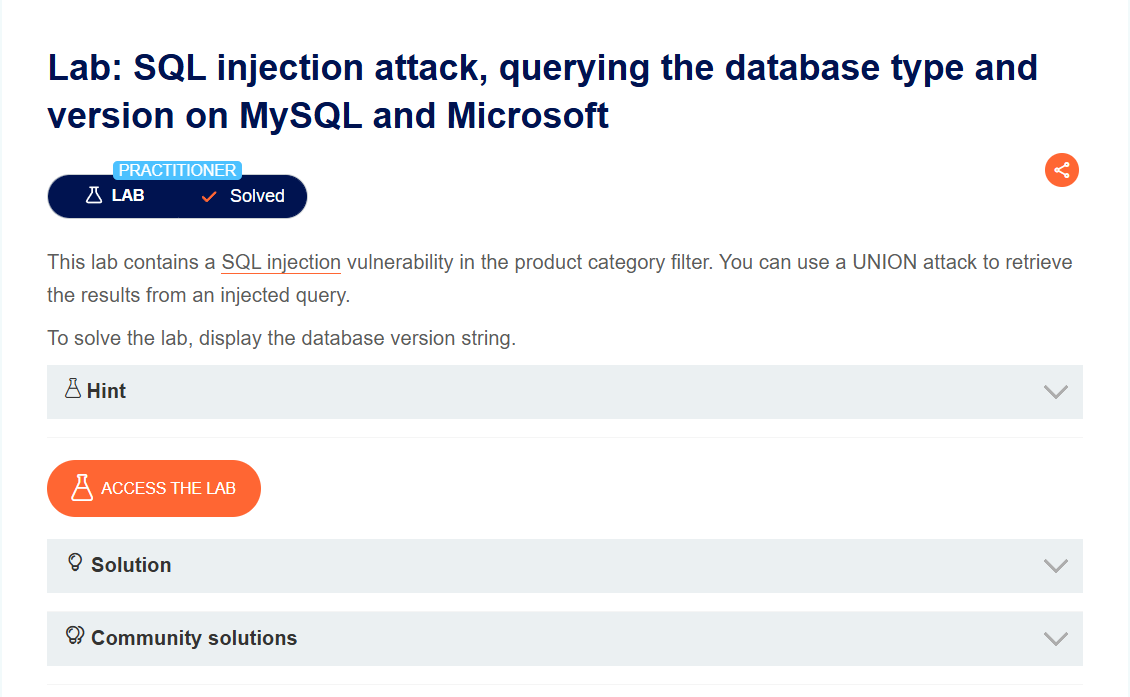 Lab: SQL injection attack, querying the database type and
version on MySQL and Microsoft
PRACTITIONER
LAB Solved
This lab contains a SQL injection vulnerability in the product category filter. You can use a UNION attack to retrieve
the results from an injected query.
To solve the lab, display the database version string.
Hint
ACCESS THE LAB
Solution
Community solutions